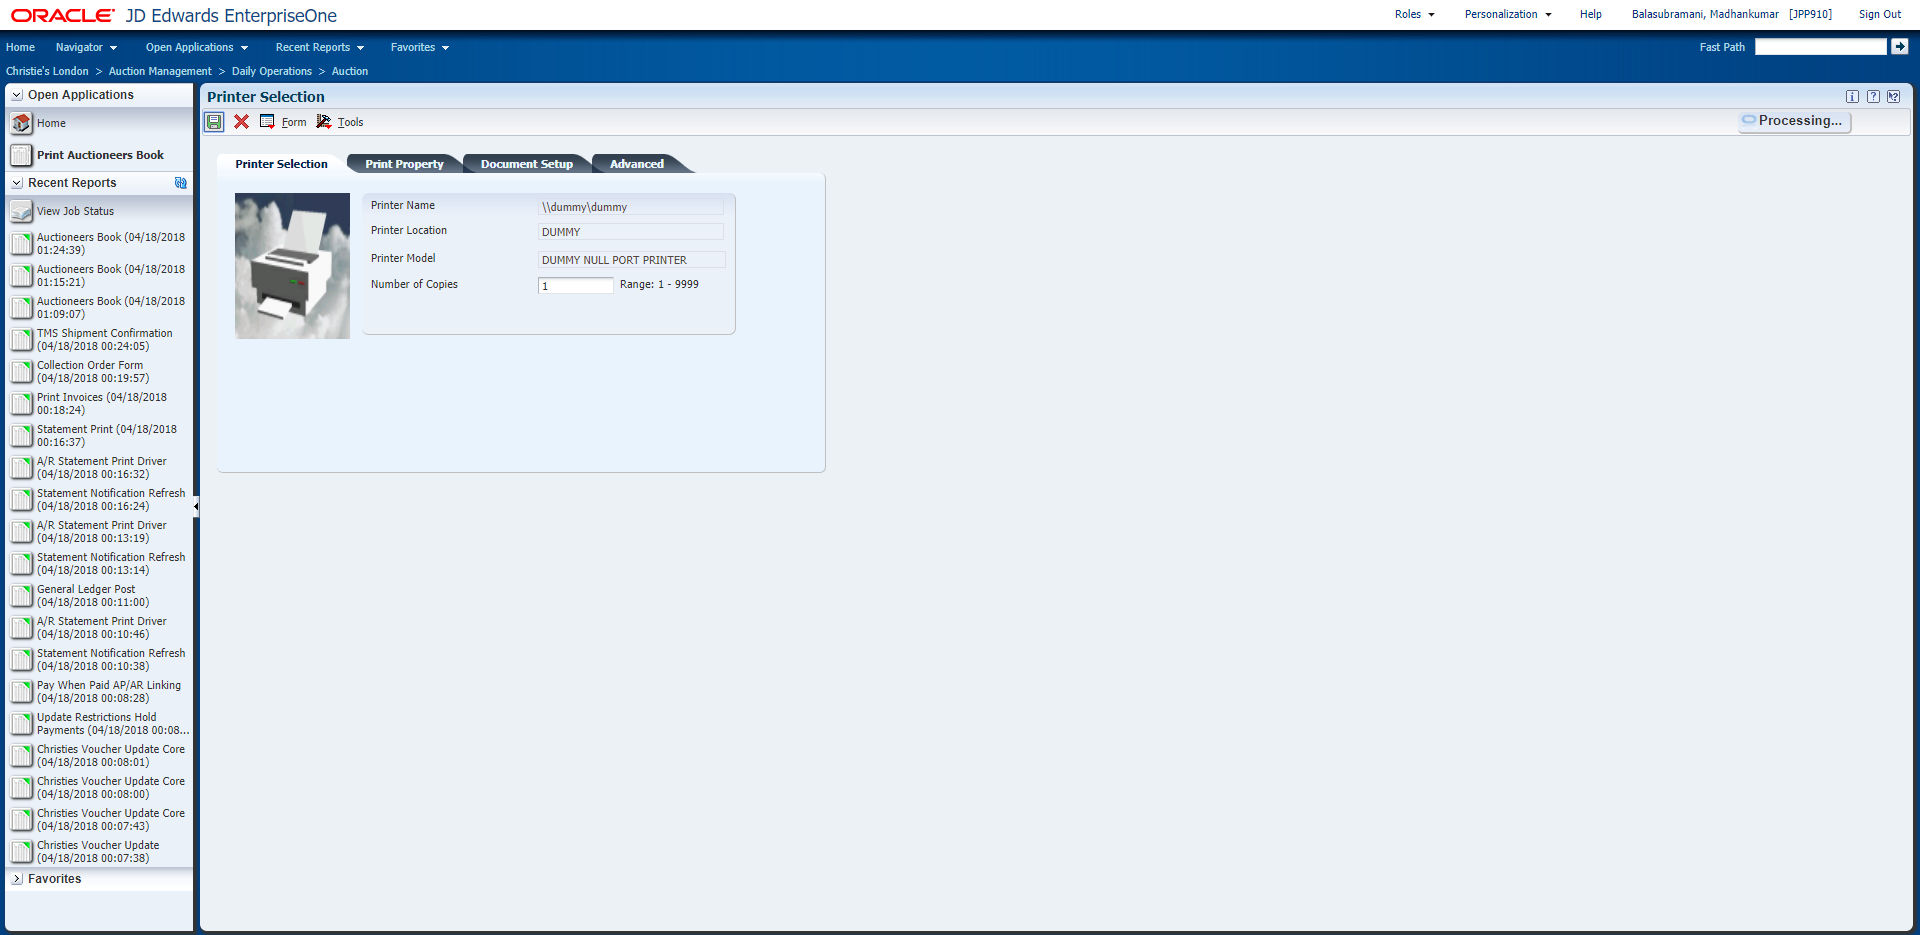 ORACLE JD Edwards EnterpriseOne
Roles Personalization Help Balasubramani, Madhankumar [JPP910] Sign Out
Home Navigator Open Applications Recent Reports Favorites Fast Path
Christie's London > Auction Management > Daily Operations > Auction
Open Applications
Home
Print Auctioneers Book
Recent Reports
View Job Status
Auctioneers Book (04/18/2018
01:24:39)
Auctioneers Book (04/18/2018
01:15:21)
Auctioneers Book (04/18/2018
01:09:07)
TMS Shipment Confirmation
(04/18/2018 00:24:05)
Collection Order Form
(04/18/2018 00:19:57)
Print Invoices (04/18/2018
00:18:24)
Statement Print (04/18/2018
00:16:37)
A/R Statement Print Driver
(04/18/2018 00:16:32)
Statement Notification Refresh
(04/18/2018 00:16:24)
A/R Statement Print Driver
(04/18/2018 00:13:19)
Statement Notification Refresh
(04/18/2018 00:13:14)
General Ledger Post
(04/18/2018 00:11:00)
A/R Statement Print Driver
(04/18/2018 00:10:46)
Statement Notification Refresh
(04/18/2018 00:10:38)
Pay When Paid AP/AR Linking
(04/18/2018 00:08:28)
Update Restrictions Hold
Payments (04/18/2018 00:08...
Christies Voucher Update Core
(04/18/2018 00:08:01)
Christies Voucher Update Core
(04/18/2018 00:08:00)
Christies Voucher Update Core
(04/18/2018 00:07:43)
Christies Voucher Update
(04/18/2018 00:07:38)
Favorites
Printer Selection
Form Tools
Processing...
Printer Selection Print Property Document Setup Advanced
Printer Name \\dummy\dummy
Printer Location DUMMY
Printer Model DUMMY NULL PORT PRINTER
Number of Copies 1 Range: 1 - 9999